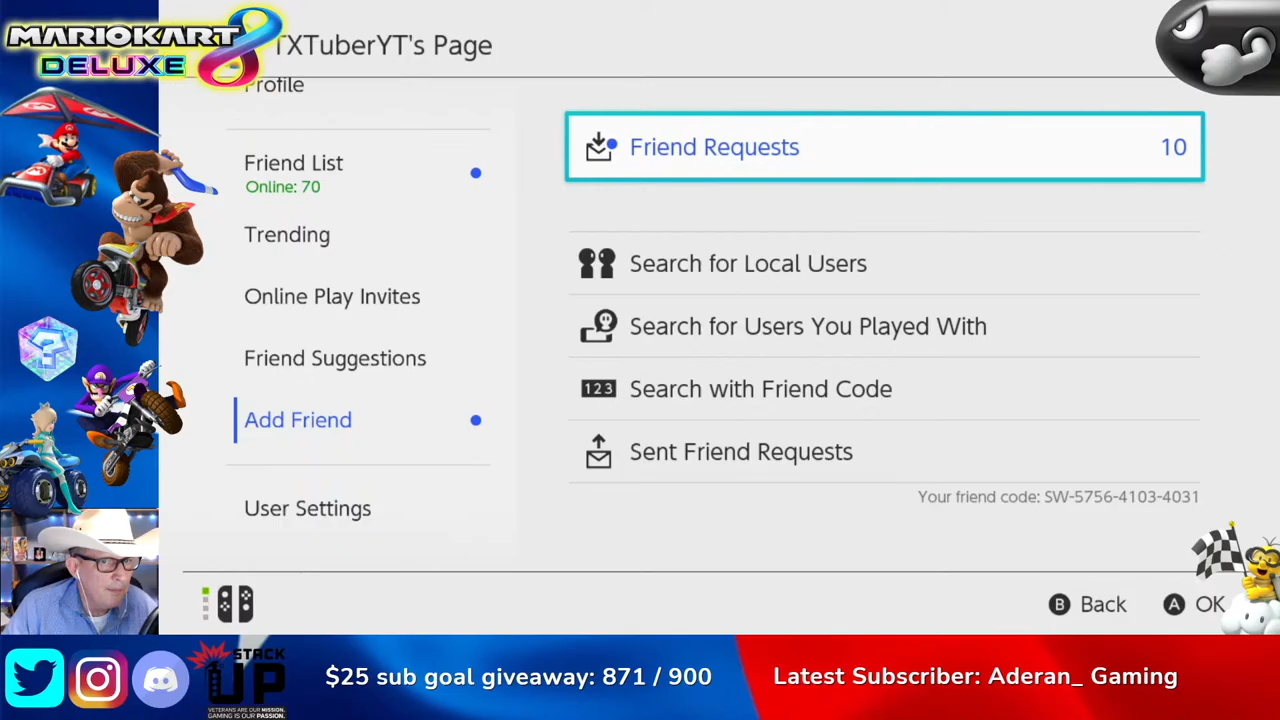 MARIOKART 8
DELUXE
TXTuberYT's Page
Profile
Friend List
Online: 70
Trending
Online Play Invites
Friend Suggestions
Add Friend
User Settings
Friend Requests 10
Search for Local Users
Search for Users You Played With
123 Search with Friend Code
Sent Friend Requests
Your friend code: SW-5756-4103-4031
B Back A OK
STACK
UP
VETERANS ARE OUR MISSION.
GAMING IS OUR PASSION.
$25 sub goal giveaway: 871 / 900
Latest Subscriber: Aderan_ Gaming